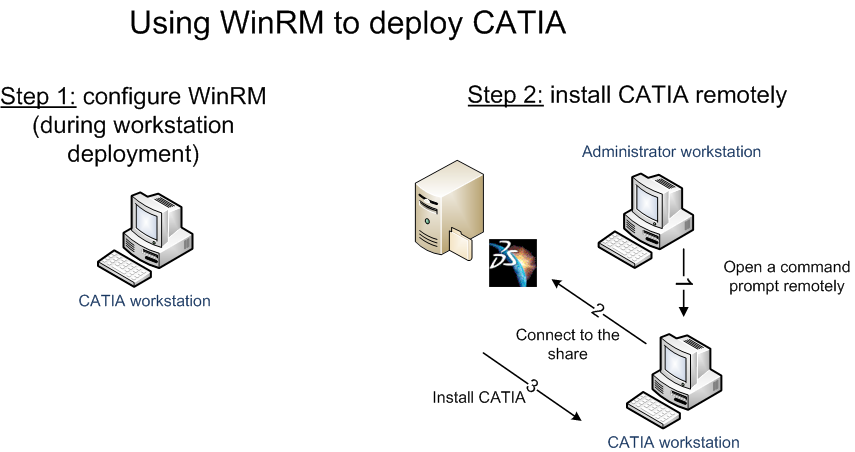 Using WinRM to deploy CATIA
Step 1: configure WinRM
(during workstation
deployment)
CATIA workstation
Step 2: install CATIA remotely
Administrator workstation
1
Open a command
prompt remotely
2
Connect to the
share
3
Install CATIA
CATIA workstation